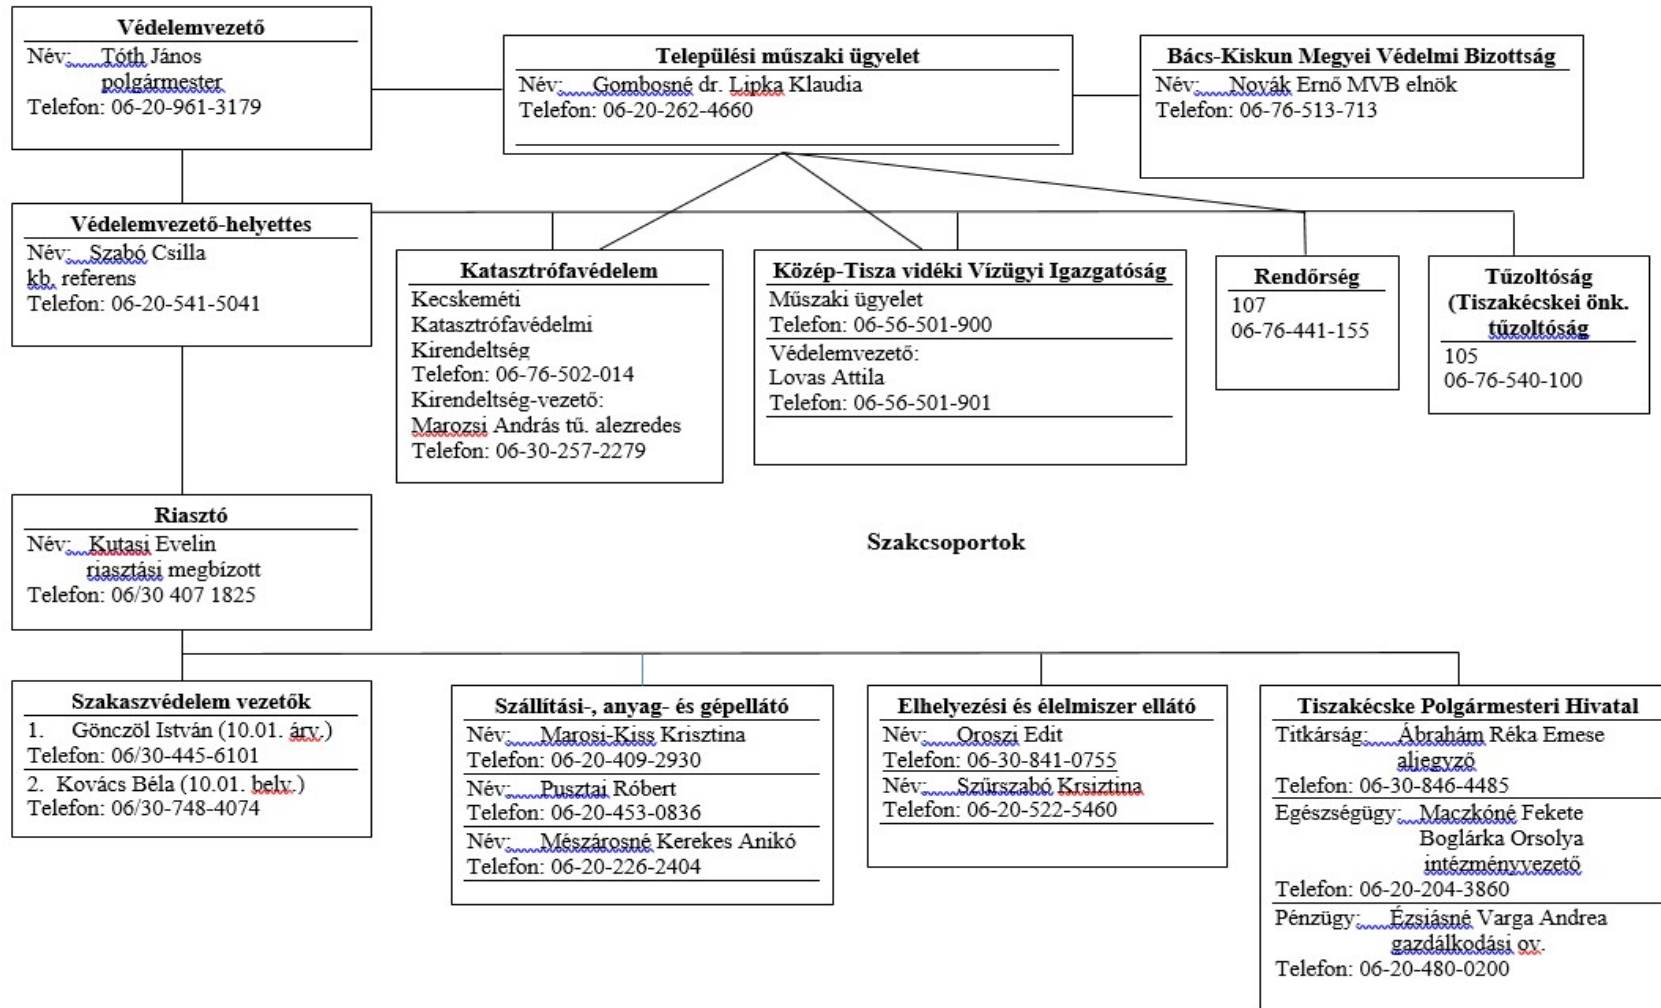 Védelemvezető
Név: Tóth János
polgármester
Telefon: 06-20-961-3179
Települési műszaki ügyelet
Név: Gombosné dr. Lipka Klaudia
Telefon: 06-20-262-4660
Bács-Kiskun Megyei Védelmi Bizottság
Név: Novák Ernő MVB elnök
Telefon: 06-76-513-713
Védelemvezető-helyettes
Név: Szabó Csilla
kb. referens
Telefon: 06-20-541-5041
Katasztrófavédelem
Kecskeméti
Katasztrófavédelmi
Kirendeltség
Telefon: 06-76-502-014
Kirendeltség-vezető:
Marozsi András tű. alezredes
Telefon: 06-30-257-2279
Közép-Tisza vidéki Vízügyi Igazgatóság
Műszaki ügyelet
Telefon: 06-56-501-900
Védelemvezető:
Lovas Attila
Telefon: 06-56-501-901
Rendőrség
107
06-76-441-155
Tűzoltóság
(Tiszakécskei önk.
tűzoltóság
105
06-76-540-100
Riasztó
Név: Kutasi Evelin
riasztási megbízott
Telefon: 06/30 407 1825
Szakcsoportok
Szakaszvédelem vezetők
1. Gönczöl István (10.01. árv.)
Telefon: 06/30-445-6101
2. Kovács Béla (10.01. belv.)
Telefon: 06/30-748-4074
Szállítási-, anyag- és gépellátó
Név: Marosi-Kiss Krisztina
Telefon: 06-20-409-2930
Név: Pusztai Róbert
Telefon: 06-20-453-0836
Név: Mészárosné Kerekes Anikó
Telefon: 06-20-226-2404
Elhelyezési és élelmiszer ellátó
Név: Oroszi Edit
Telefon: 06-30-841-0755
Név: Szűrszabó Krsiztina
Telefon: 06-20-522-5460
Tiszakécske Polgármesteri Hivatal
Titkárság: Ábrahám Réka Emese
aljegyző
Telefon: 06-30-846-4485
Egészségügy: Maczkóné Fekete
Boglárka Orsolya
intézményvezető
Telefon: 06-20-204-3860
Pénzügy: Ézsiásné Varga Andrea
gazdálkodási ov.
Telefon: 06-20-480-0200